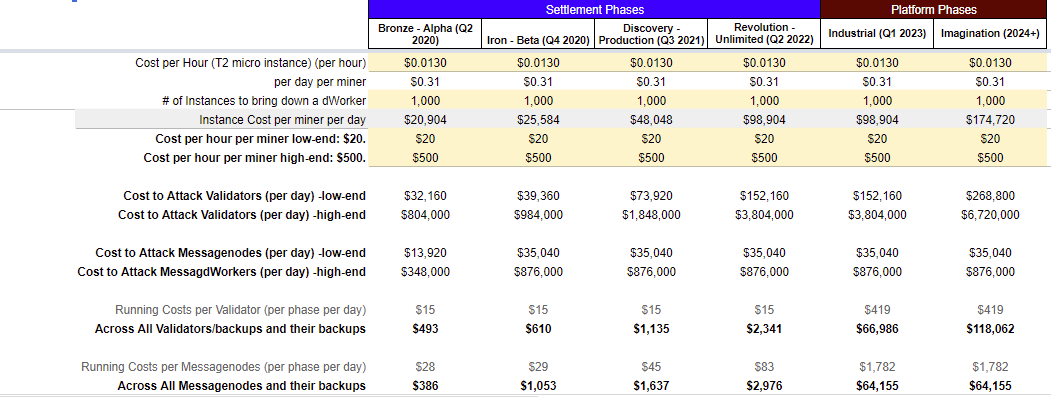 Settlement Phases Platform Phases
Bronze - Alpha (Q2 2020) Iron - Beta (Q4 2020) Discovery - Production (Q3 2021) Revolution - Unlimited (Q2 2022) Industrial (Q1 2023) Imagination (2024+)
Cost per Hour (T2 micro instance) (per hour) $0.0130 $0.0130 $0.0130 $0.0130 $0.0130 $0.0130
per day per miner $0.31 $0.31 $0.31 $0.31 $0.31 $0.31
# of Instances to bring down a dWorker 1,000 1,000 1,000 1,000 1,000 1,000
Instance Cost per miner per day $20,904 $25,584 $48,048 $98,904 $98,904 $174,720
Cost per hour per miner low-end: $20. $20 $20 $20 $20 $20 $20
Cost per hour per miner high-end: $500. $500 $500 $500 $500 $500 $500
Cost to Attack Validators (per day) -low-end $32,160 $39,360 $73,920 $152,160 $152,160 $268,800
Cost to Attack Validators (per day) -high-end $804,000 $984,000 $1,848,000 $3,804,000 $3,804,000 $6,720,000
Cost to Attack Messagenodes (per day) -low-end $13,920 $35,040 $35,040 $35,040 $35,040 $35,040
Cost to Attack MessagdWorkers (per day) -high-end $348,000 $876,000 $876,000 $876,000 $876,000 $876,000
Running Costs per Validator (per phase per day) $15 $15 $15 $15 $419 $419
Across All Validators/backups and their backups $493 $610 $1,135 $2,341 $66,986 $118,062
Running Costs per Messagenodes (per phase per day) $28 $29 $45 $83 $1,782 $1,782
Across All Messagenodes and their backups $386 $1,053 $1,637 $2,976 $64,155 $64,155